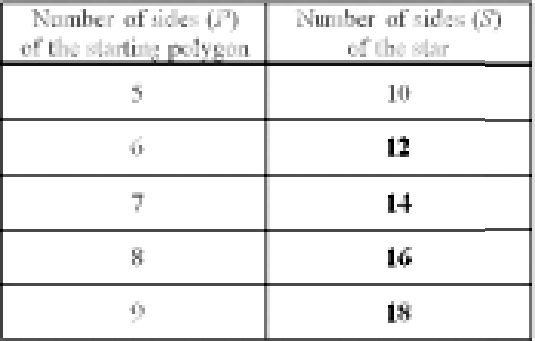 Number of sides (P) Number of sides (S)
of the starting polygon of the star
5 10
6 12
7 14
8 16
9 18